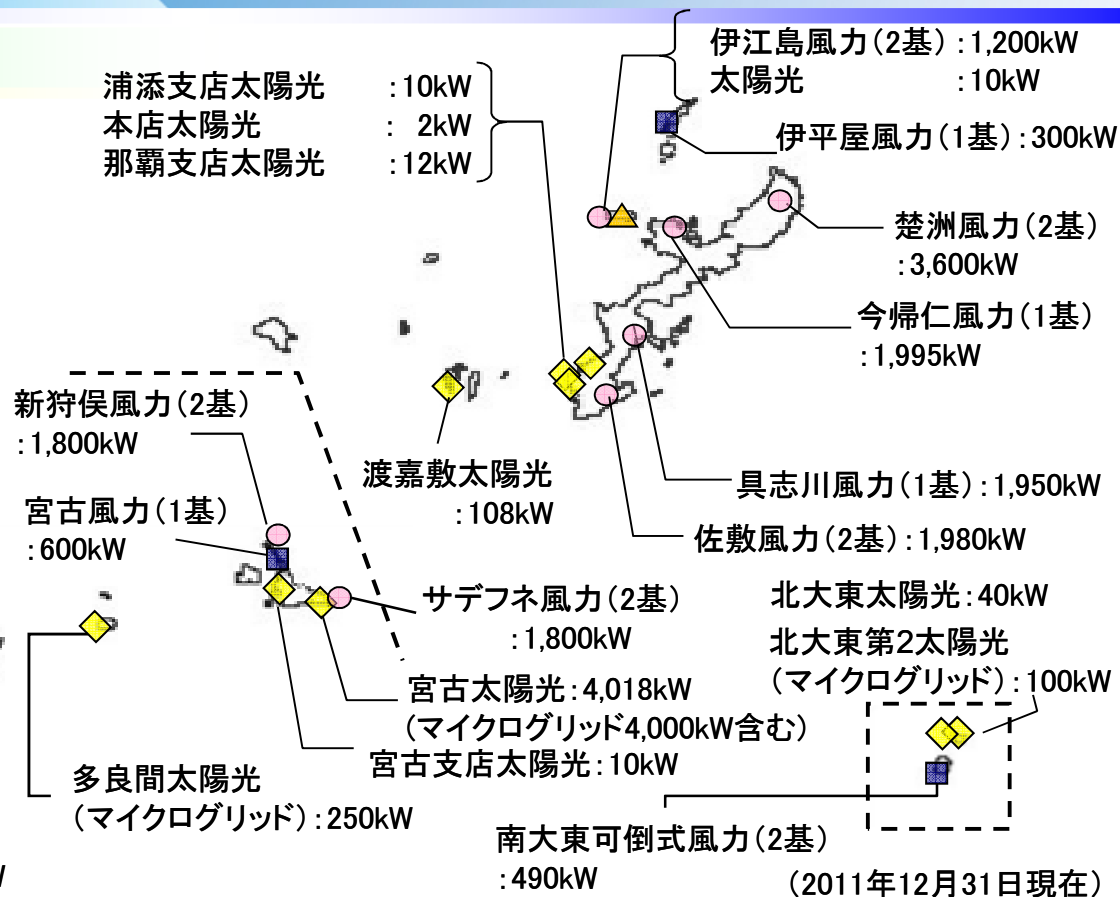 伊江島風力(2基):1,200kW
太陽光 :10kW
浦添支店太陽光 :10kW
本店太陽光 : 2kW
那覇支店太陽光 :12kW
伊平屋風力(1基):300kW
楚洲風力(2基)
:3,600kW
今帰仁風力(1基)
:1,995kW
新狩俣風力(2基)
:1,800kW
渡嘉敷太陽光
:108kW
具志川風力(1基):1,950kW
宮古風力(1基)
:600kW
佐敷風力(2基):1,980kW
サデフネ風力(2基)
:1,800kW
北大東太陽光:40kW
北大東第2太陽光
(マイクログリッド):100kW
宮古太陽光:4,018kW
(マイクログリッド4,000kW含む)
宮古支店太陽光:10kW
多良間太陽光
(マイクログリッド):250kW
南大東可倒式風力(2基)
:490kW
(2011年12月31日現在)